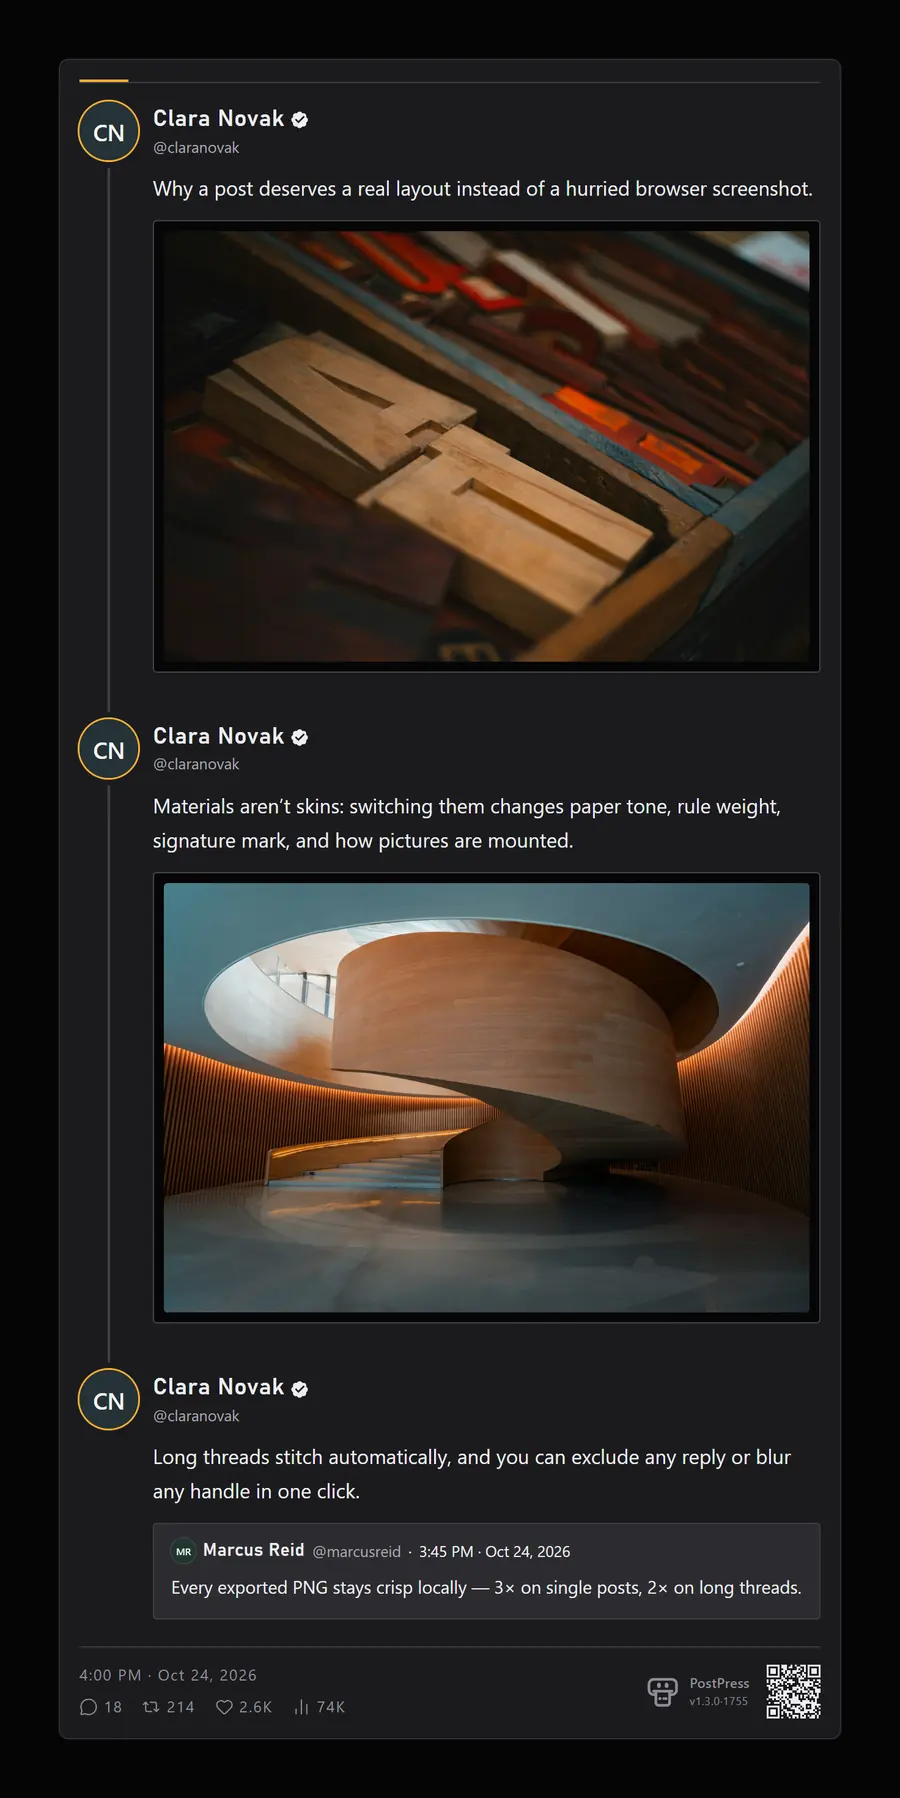 CN
Clara Novak
@claranovak
Why a post deserves a real layout instead of a hurried browser screenshot.
CN
Clara Novak
@claranovak
Materials aren’t skins: switching them changes paper tone, rule weight,
signature mark, and how pictures are mounted.
CN
Clara Novak
@claranovak
Long threads stitch automatically, and you can exclude any reply or blur
any handle in one click.
MR Marcus Reid @marcusreid · 3:45 PM · Oct 24, 2026
Every exported PNG stays crisp locally — 3× on single posts, 2× on long threads.
4:00 PM · Oct 24, 2026
18 214 2.6K 74K
PostPress
v1.3.0-1755